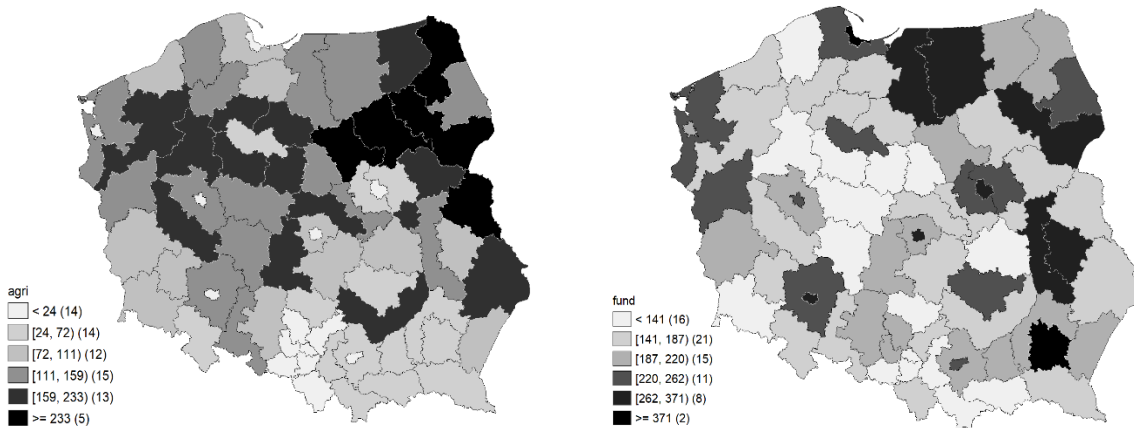 agri
< 24 (14)
[24, 72) (14)
[72, 111) (12)
[111, 159) (15)
[159, 233) (13)
>= 233 (5)
fund
< 141 (16)
[141, 187) (21)
[187, 220) (15)
[220, 262) (11)
[262, 371) (8)
>= 371 (2)